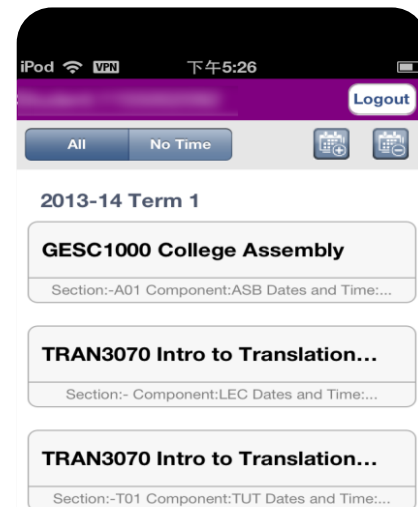 iPod VPN 下午5:26
Logout
All No Time
2013-14 Term 1
GESC1000 College Assembly
Section:-A01 Component:ASB Dates and Time:...
TRAN3070 Intro to Translation...
Section:- Component:LEC Dates and Time:...
TRAN3070 Intro to Translation...
Section:-T01 Component:TUT Dates and Time:...